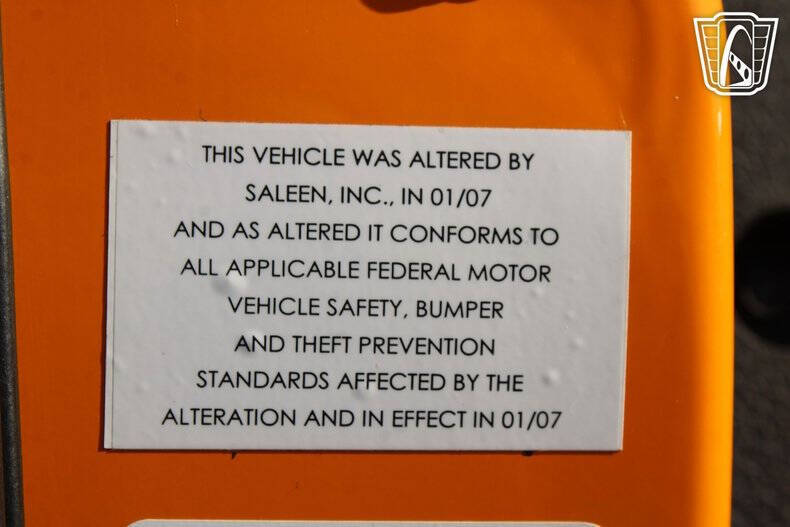 THIS VEHICLE WAS ALTERED BY
SALEEN, INC., IN 01/07
AND AS ALTERED IT CONFORMS TO
ALL APPLICABLE FEDERAL MOTOR
VEHICLE SAFETY, BUMPER
AND THEFT PREVENTION
STANDARDS AFFECTED BY THE
ALTERATION AND IN EFFECT IN 01/07